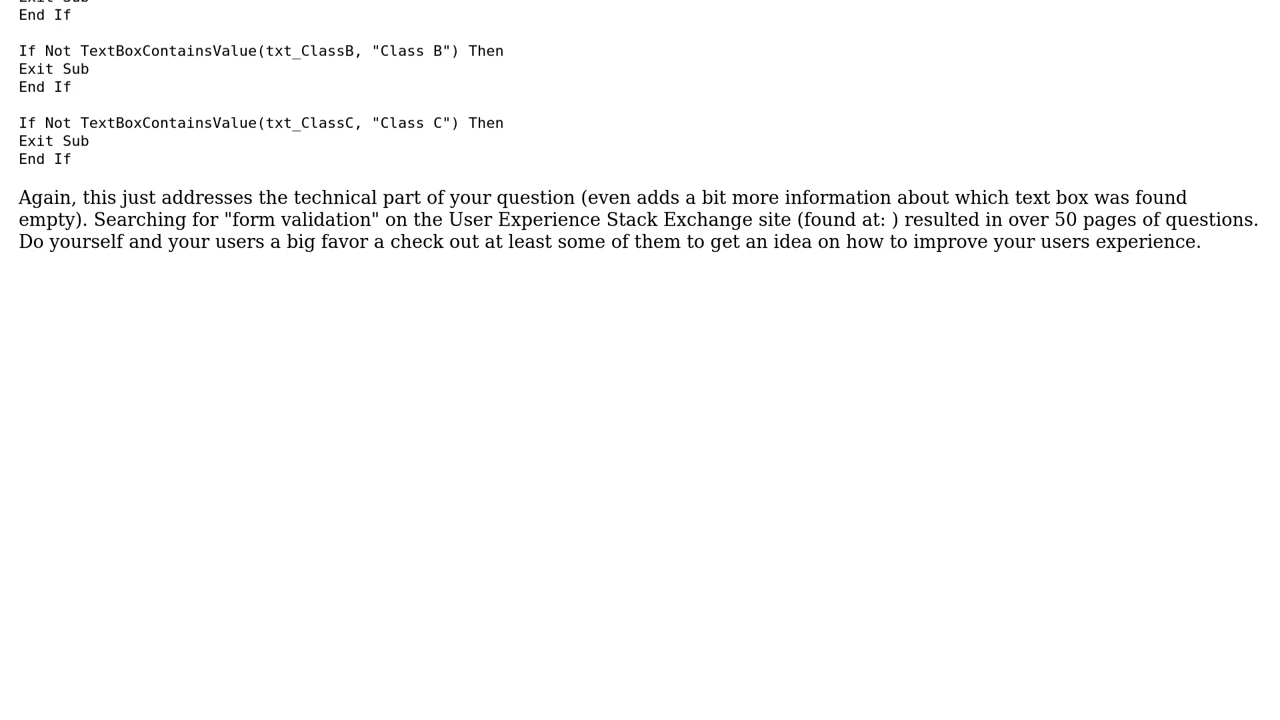 Exit Sub
End If
If Not TextBoxContainsValue(txt_ClassB, "Class B") Then
Exit Sub
End If
If Not TextBoxContainsValue(txt_ClassC, "Class C") Then
Exit Sub
End If
Again, this just addresses the technical part of your question (even adds a bit more information about which text box was found
empty). Searching for "form validation" on the User Experience Stack Exchange site (found at: ) resulted in over 50 pages of questions.
Do yourself and your users a big favor a check out at least some of them to get an idea on how to improve your users experience.